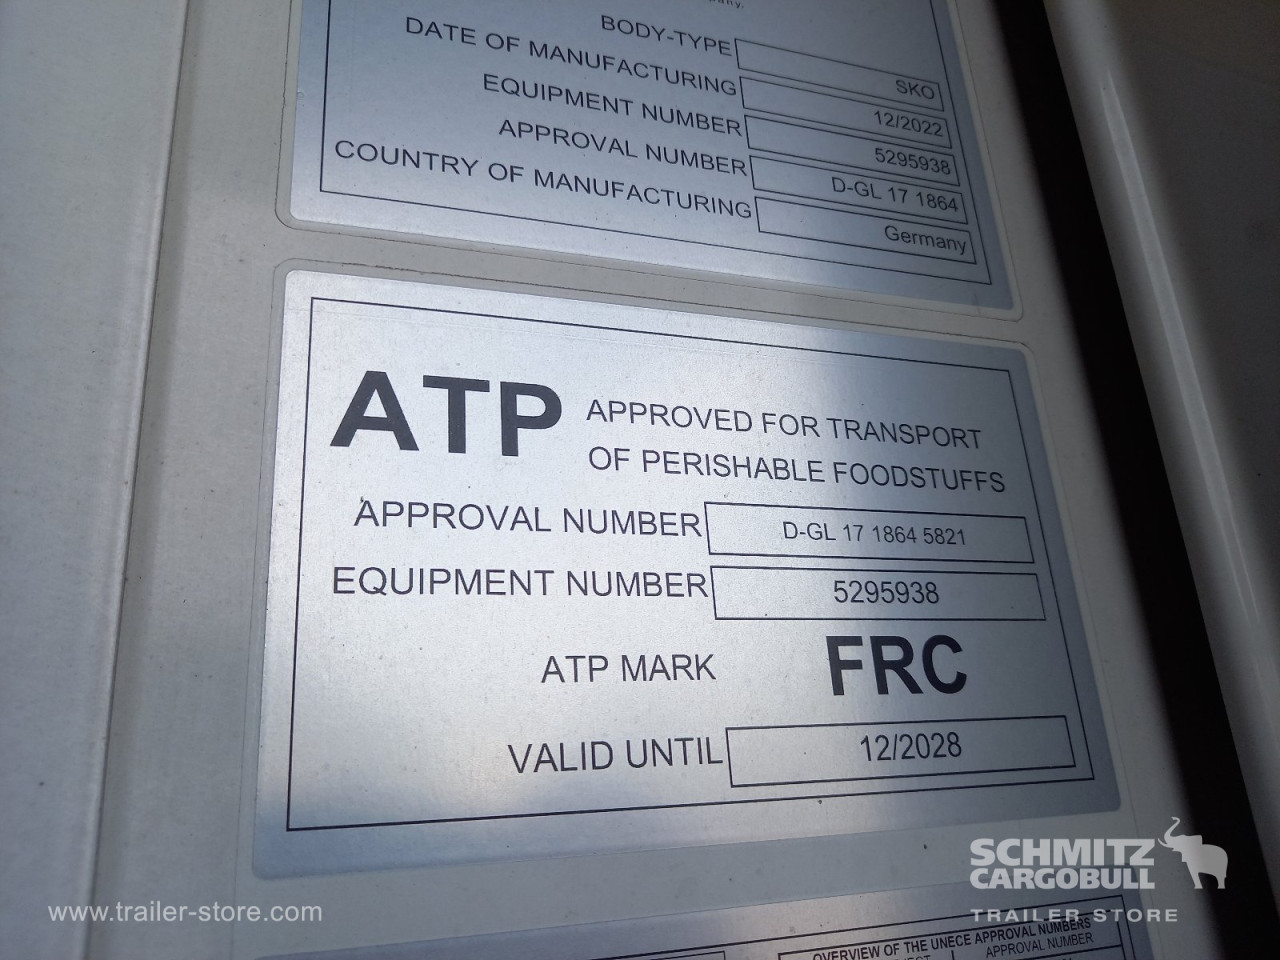 BODY-TYPE SKO
DATE OF MANUFACTURING 12/2022
EQUIPMENT NUMBER 5295938
APPROVAL NUMBER D-GL 17 1864
COUNTRY OF MANUFACTURING Germany
ATP APPROVED FOR TRANSPORT
OF PERISHABLE FOODSTUFFS
APPROVAL NUMBER D-GL 17 1864 5821
EQUIPMENT NUMBER 5295938
ATP MARK FRC
VALID UNTIL 12/2028
SCHMITZ
CARGOBULL
TRAILER STORE
www.trailer-store.com
OVERVIEW OF THE UNECE APPROVAL NUMBERS
APPROVAL NUMBER